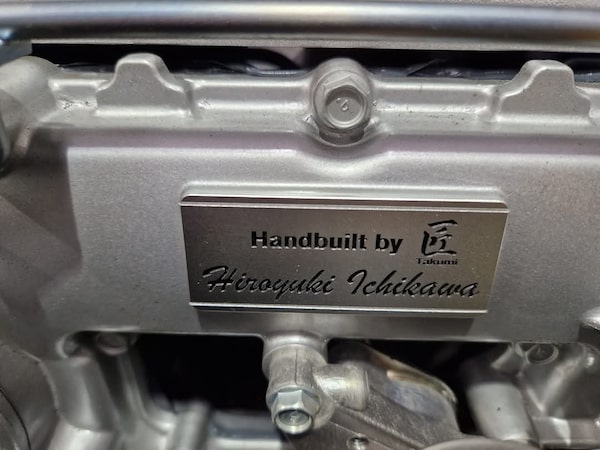 Handbuilt by 匠
Takumi
Hiroyuki Ichikawa